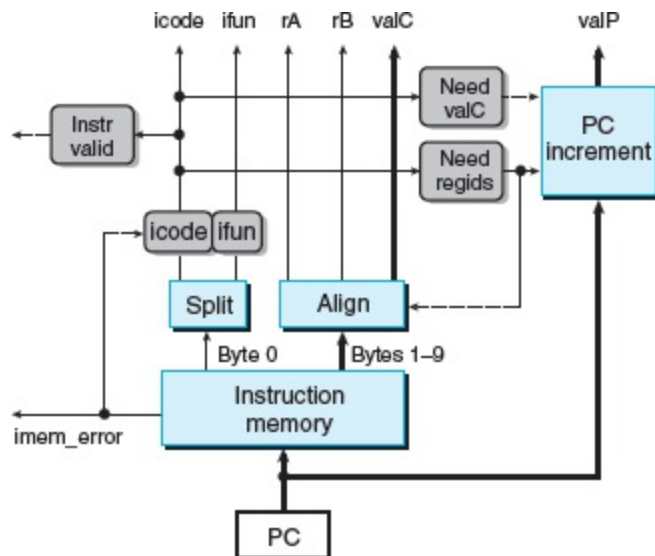 icode ifun rA rB valC valP
Need
valC
Instr
valid
PC
increment
Need
regids
icode ifun
Split
Align
Byte 0
Bytes 1–9
Instruction
memory
imem_error
PC